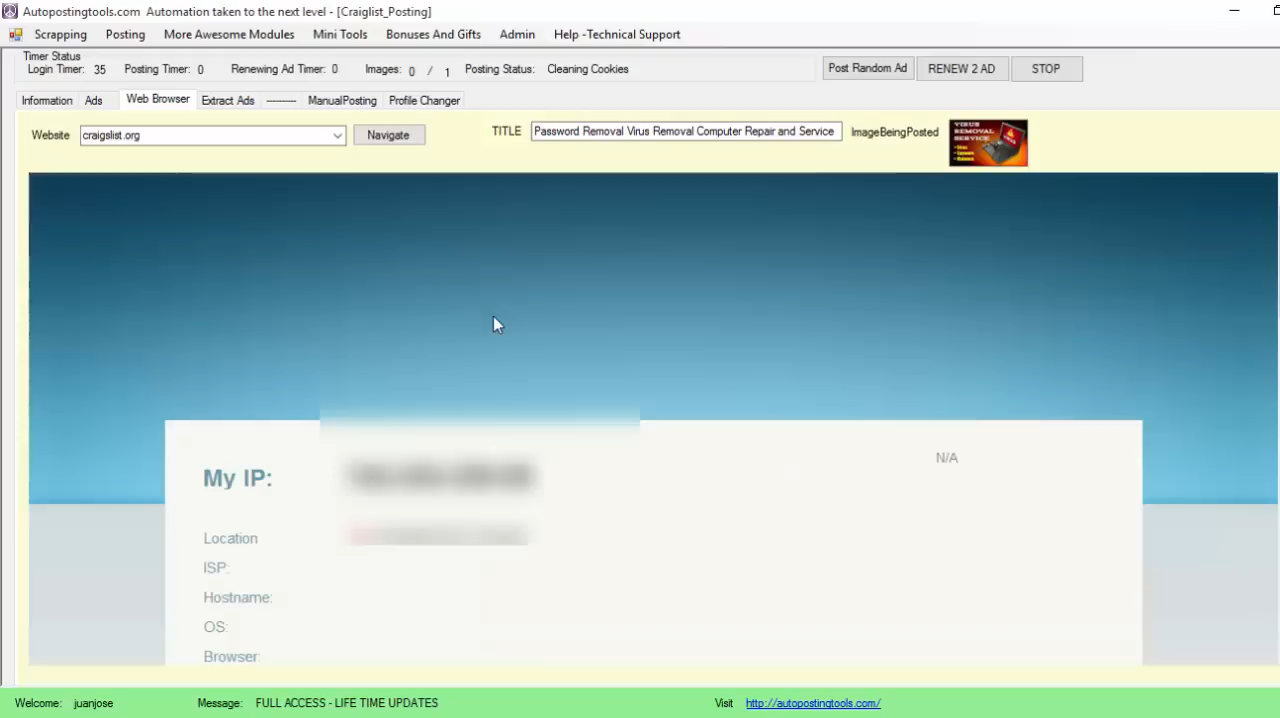 Autopostingtools.com Automation taken to the next level - [Craiglist_Posting]
Scrapping Posting More Awesome Modules Mini Tools Bonuses And Gifts Admin Help -Technical Support
Timer Status
Login Timer: 35 Posting Timer: 0 Renewing Ad Timer: 0 Images: 0 / 1 Posting Status: Cleaning Cookies Post Random Ad RENEW 2 AD STOP
Information Ads Web Browser Extract Ads --------- ManualPosting Profile Changer
Website craigslist.org Navigate TITLE Password Removal Virus Removal Computer Repair and Service ImageBeingPosted
VIRUS
REMOVAL
SERVICE
N/A
My IP:
Location
ISP:
Hostname:
OS:
Browser:
Welcome: juanjose Message: FULL ACCESS - LIFE TIME UPDATES Visit http://autopostingtools.com/